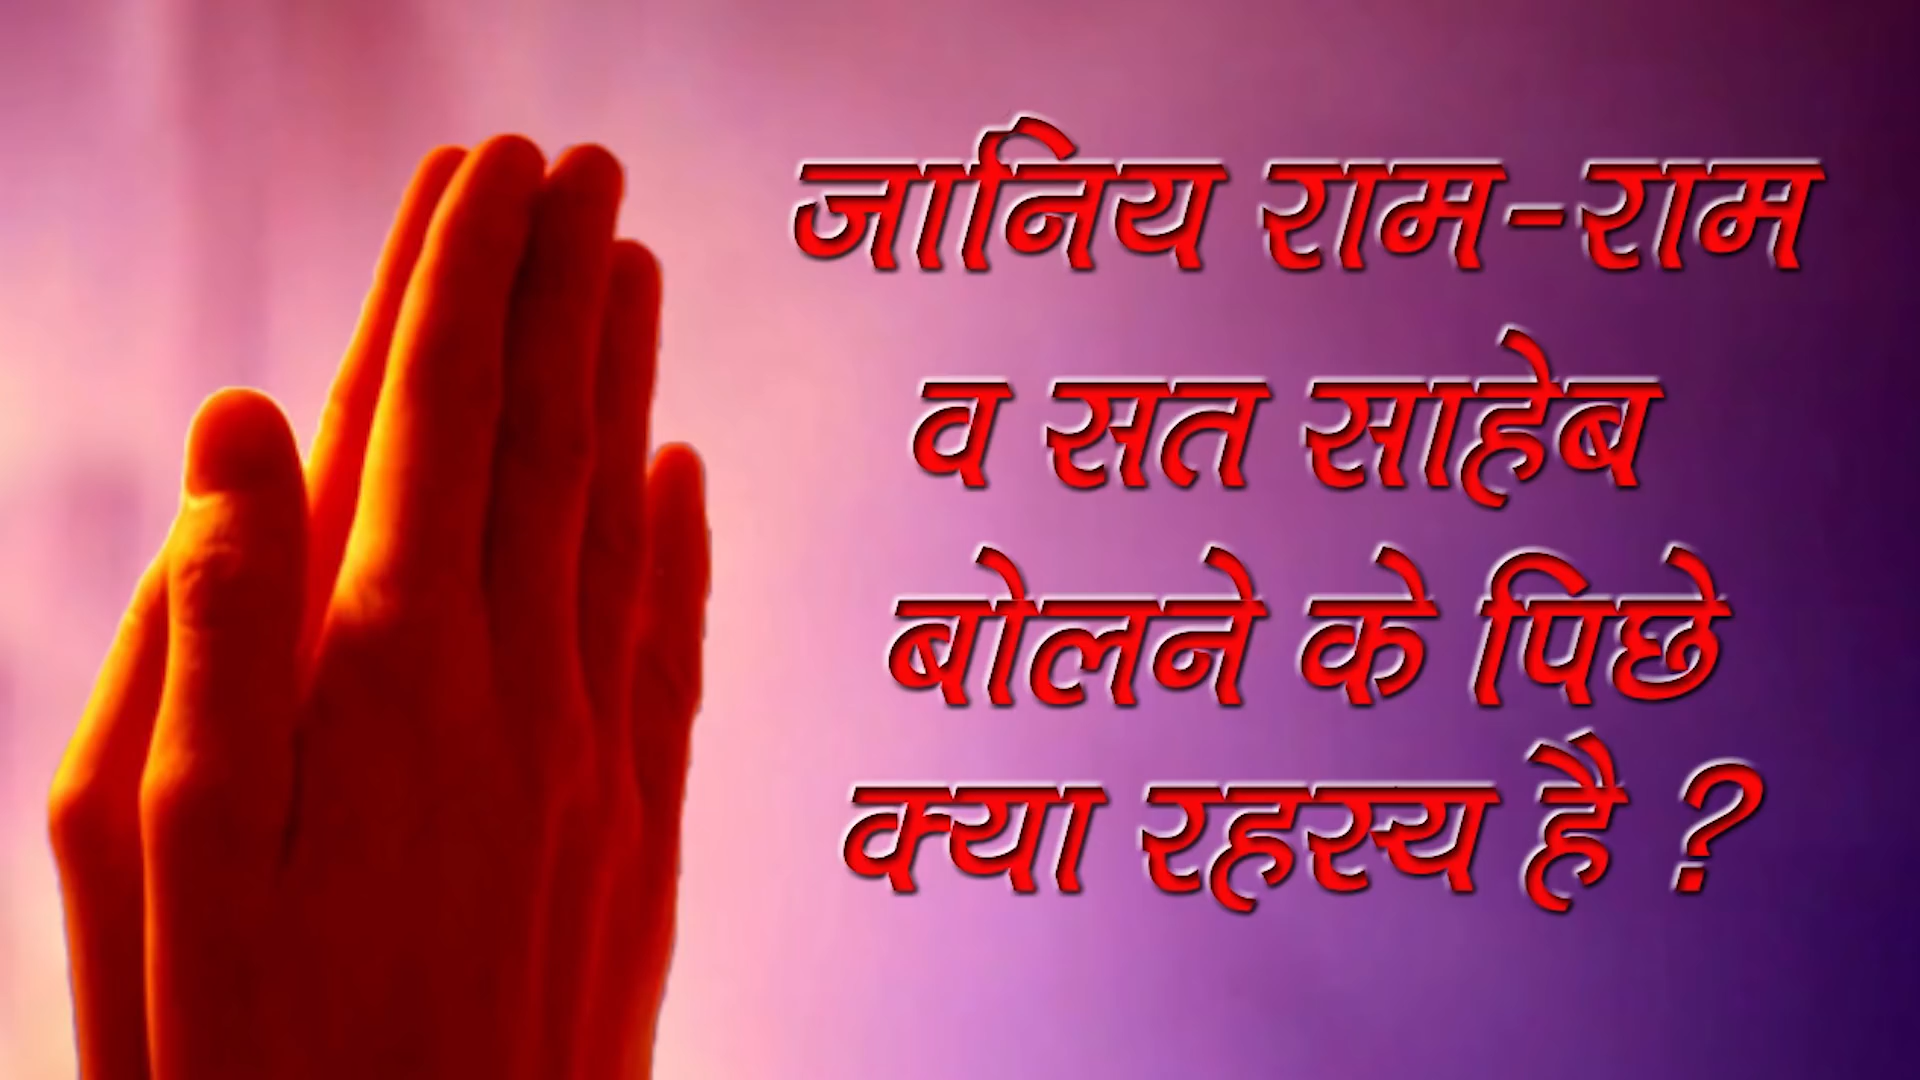 जानिय राम-राम
व सत साहेब
बोलने के पिछे
क्या रहस्य है ?